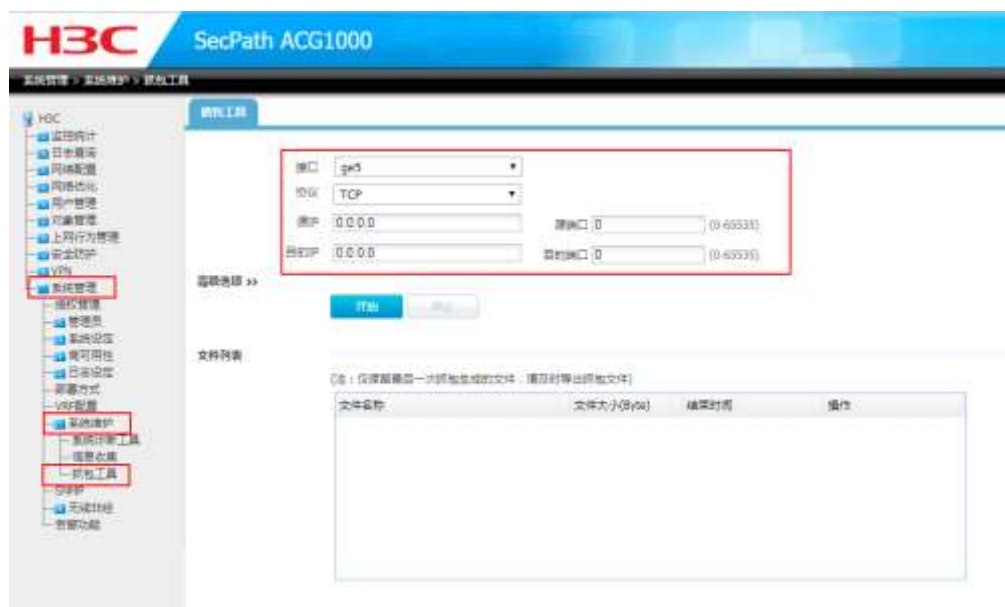 H3C
SecPath ACG1000
系统管理 > 系统维护 > 抓包工具
抓包工具
H3C
监控统计
日志查询
网络配置
网络优化
用户管理
对象管理
上网行为管理
安全防护
VPN
系统管理
授权管理
管理员
系统设定
高可用性
日志设定
部署方式
VRF配置
系统维护
系统诊断工具
信息收集
抓包工具
SNMP
无线非经
告警功能
接口 ge5
协议 TCP
源IP 0.0.0.0 源端口 0 (0-65535)
目的IP 0.0.0.0 目的端口 0 (0-65535)
高级选项 >>
开始 停止
文件列表
(注：仅保留最后一次抓包生成的文件，请及时导出抓包文件)
文件名称 文件大小(Byte) 结束时间 操作